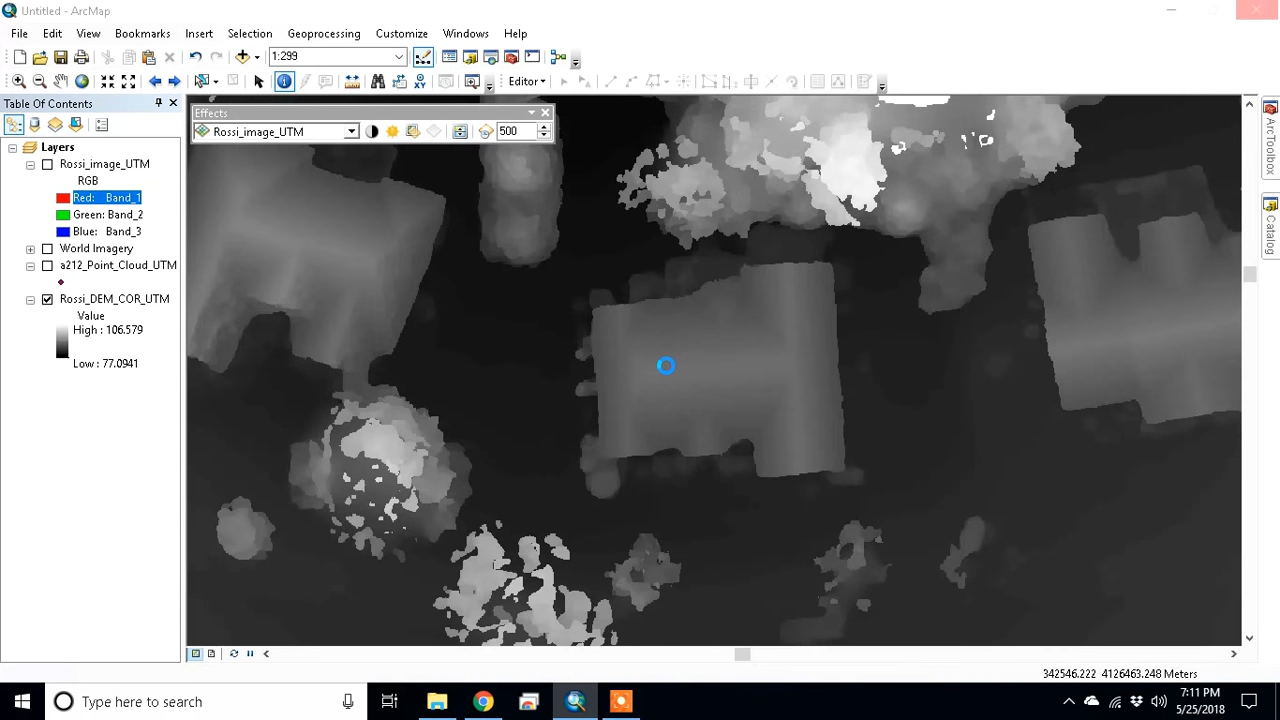 Untitled - ArcMap
File Edit View Bookmarks Insert Selection Geoprocessing Customize Windows Help
1:299
Editor
Table Of Contents
Effects
Rossi_image_UTM
500
Layers
Rossi_image_UTM
RGB
Red: Band_1
Green: Band_2
Blue: Band_3
World Imagery
a212_Point_Cloud_UTM
Rossi_DEM_COR_UTM
Value
High : 106.579
Low : 77.0941
ArcToolbox
Catalog
342546.222 4126463.248 Meters
Type here to search
7:11 PM
5/25/2018